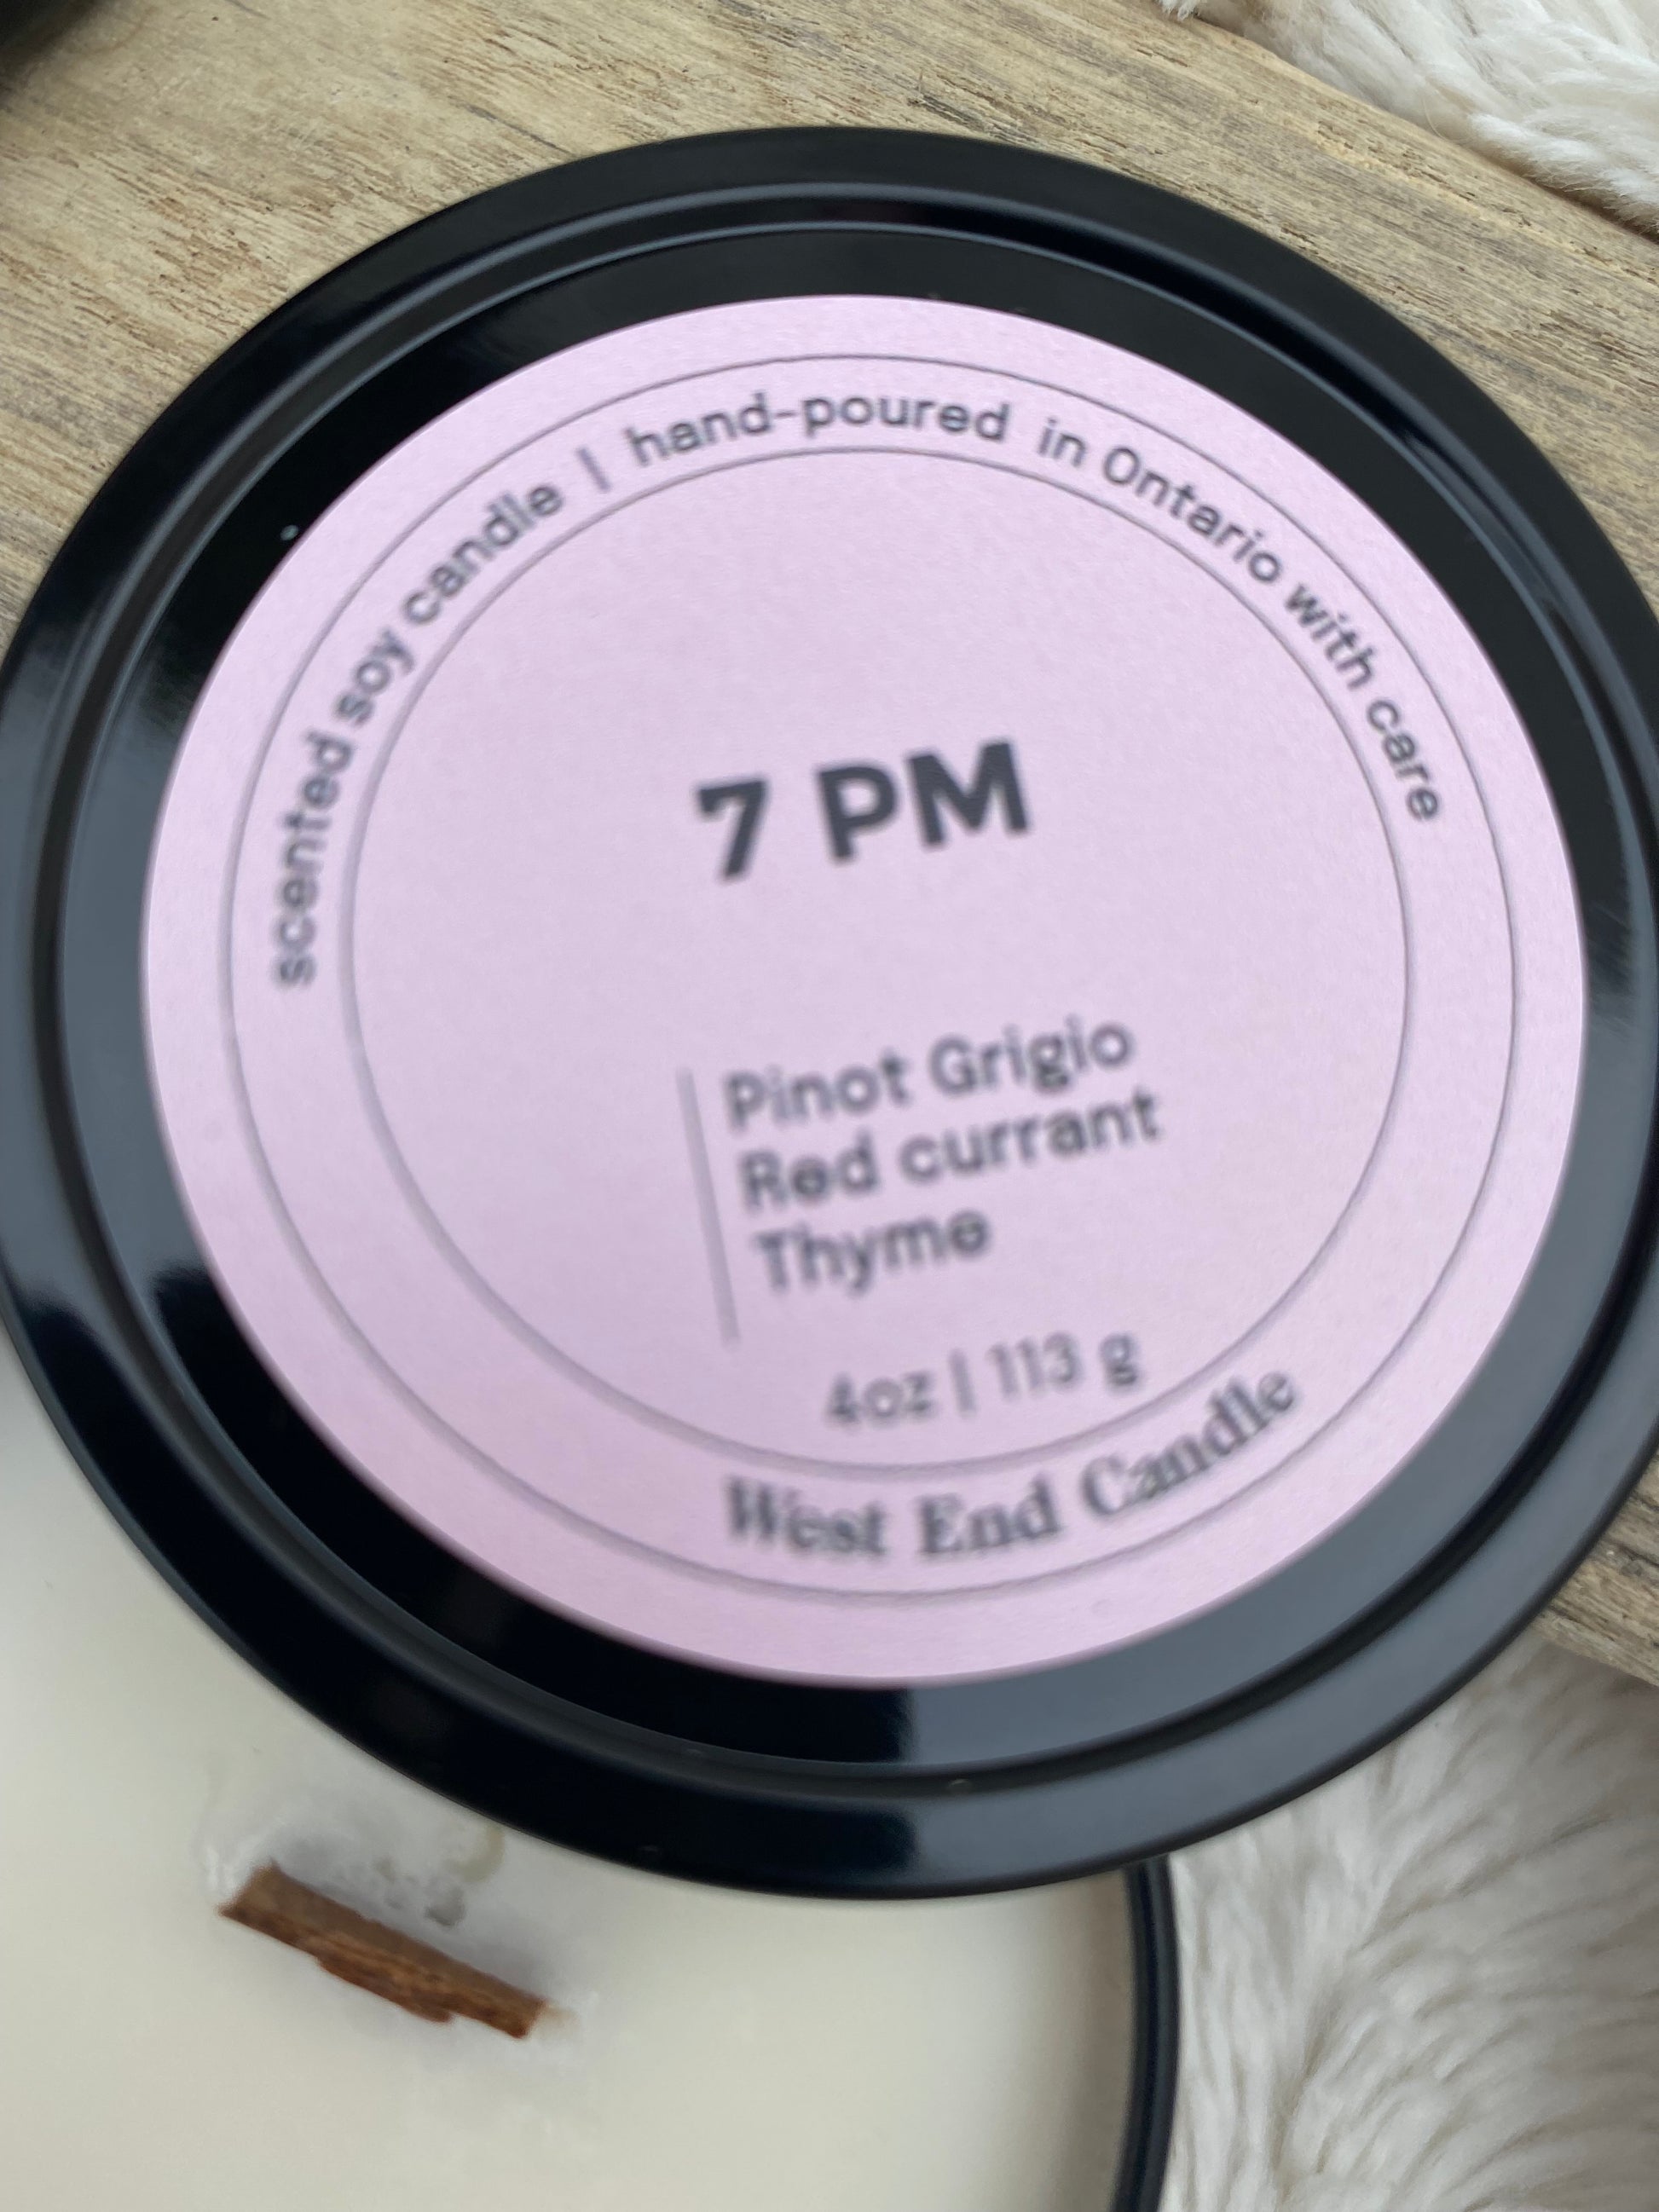 scented soy candle | hand-poured in Ontario with care
7 PM
Pinot Grigio
Red currant
Thyme
4oz | 113 g
West End Candle